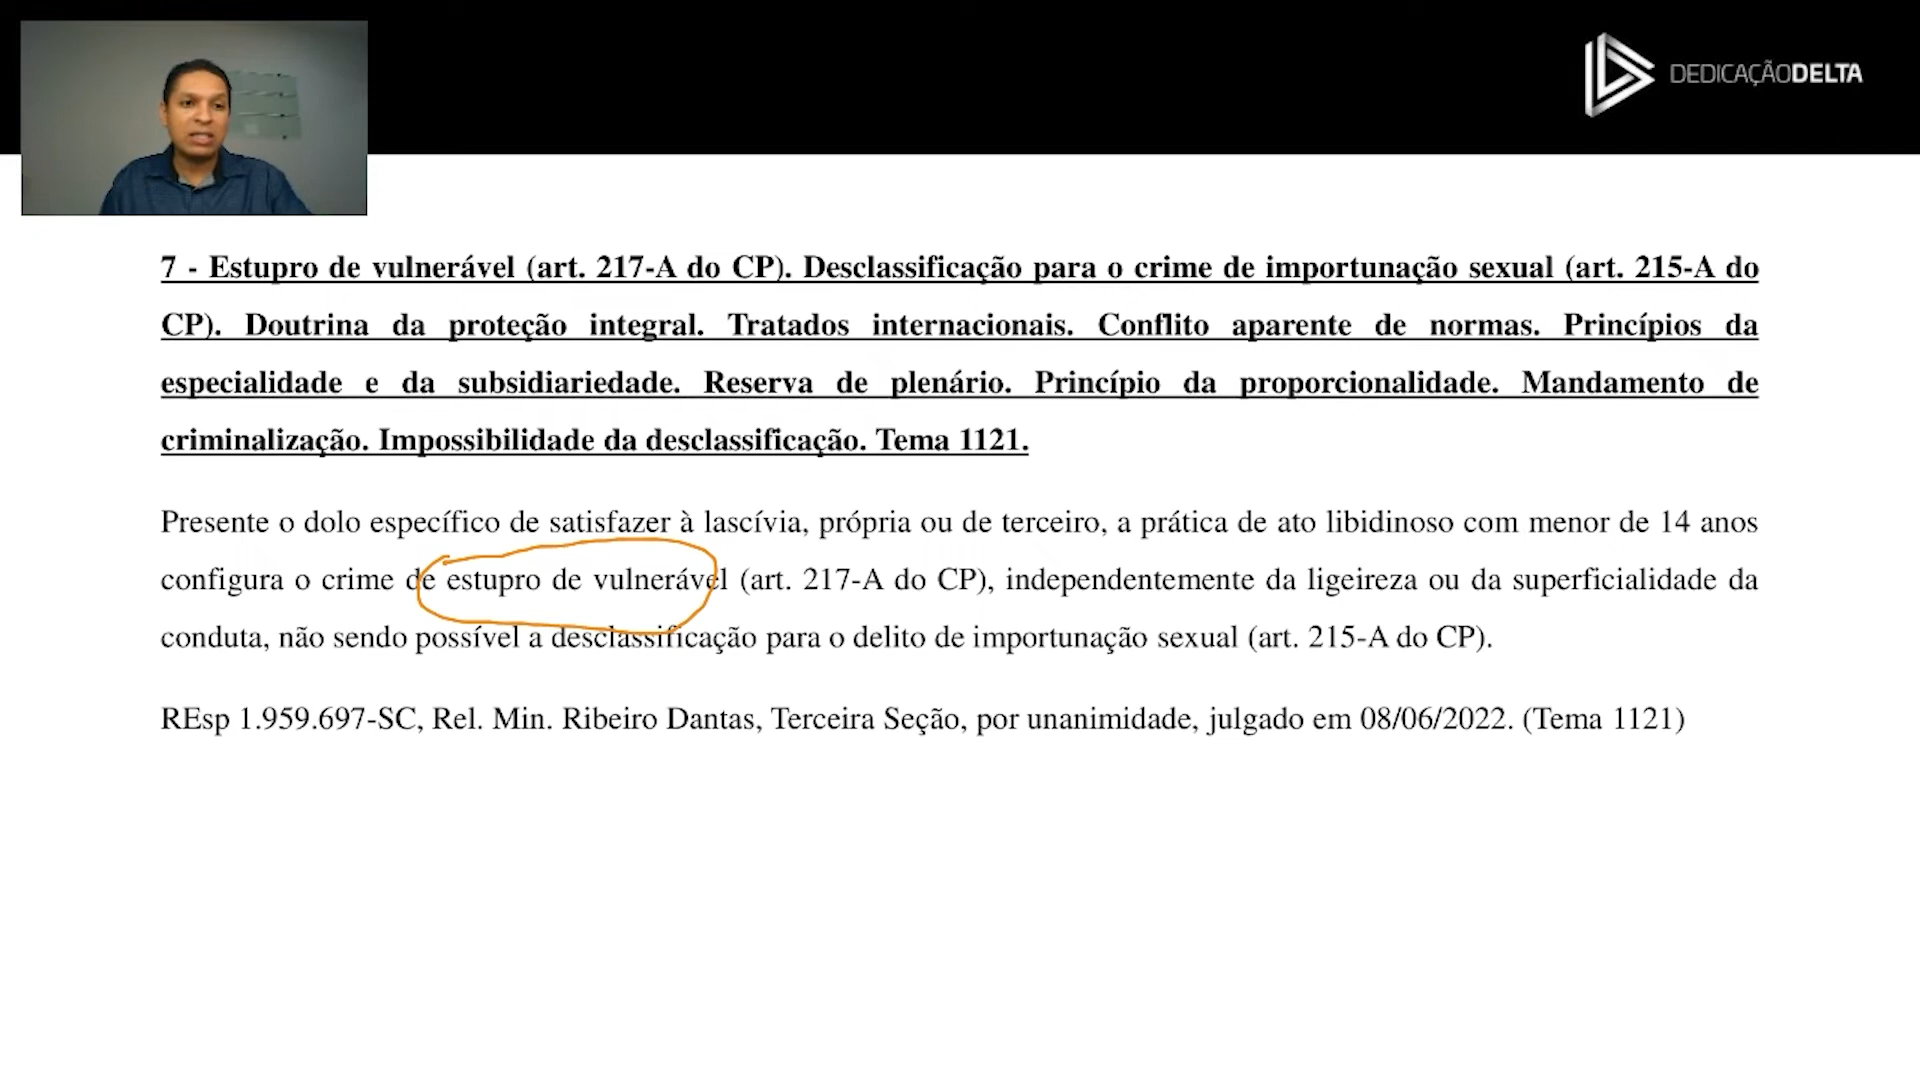 DEDICAÇÃODELTA
7 - Estupro de vulnerável (art. 217-A do CP). Desclassificação para o crime de importunação sexual (art. 215-A do
CP). Doutrina da proteção integral. Tratados internacionais. Conflito aparente de normas. Princípios da
especialidade e da subsidiariedade. Reserva de plenário. Princípio da proporcionalidade. Mandamento de
criminalização. Impossibilidade da desclassificação. Tema 1121.
Presente o dolo específico de satisfazer à lascívia, própria ou de terceiro, a prática de ato libidinoso com menor de 14 anos
configura o crime de estupro de vulnerável (art. 217-A do CP), independentemente da ligeireza ou da superficialidade da
conduta, não sendo possível a desclassificação para o delito de importunação sexual (art. 215-A do CP).
REsp 1.959.697-SC, Rel. Min. Ribeiro Dantas, Terceira Seção, por unanimidade, julgado em 08/06/2022. (Tema 1121)